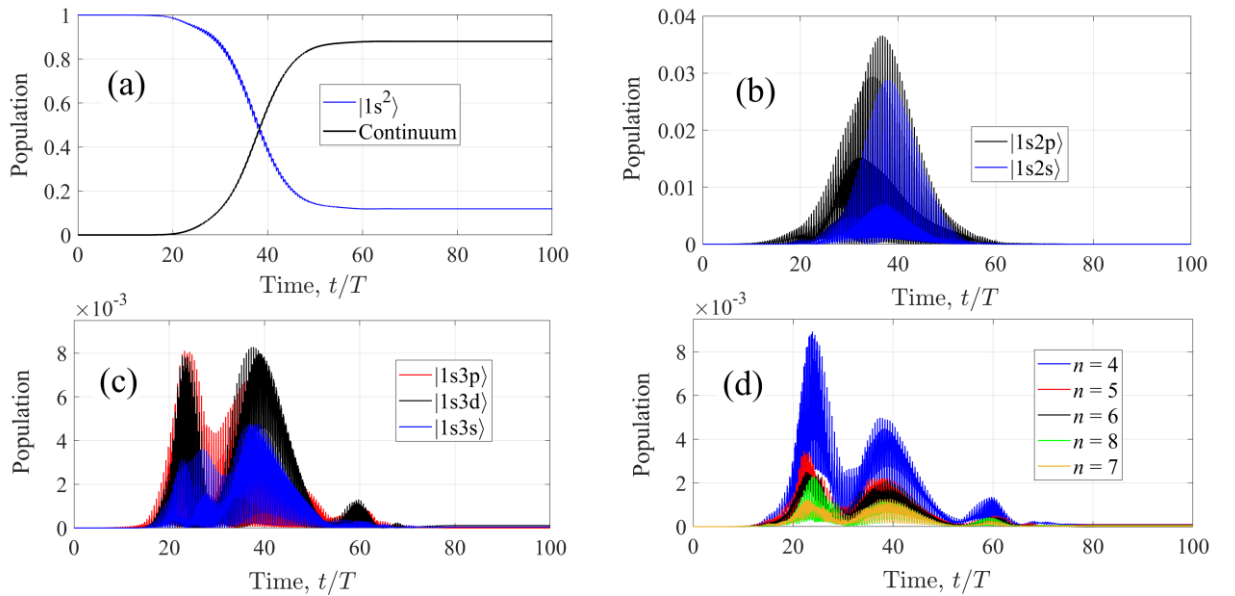 (a)
Population
1
0.8
0.6
0.4
0.2
0
|1s²⟩
Continuum
0 20 40 60 80 100
Time, t/T
(b)
Population
0.04
0.03
0.02
0.01
0
|1s2p⟩
|1s2s⟩
0 20 40 60 80 100
Time, t/T
×10⁻³
(c)
Population
8
6
4
2
0
|1s3p⟩
|1s3d⟩
|1s3s⟩
0 20 40 60 80 100
Time, t/T
×10⁻³
(d)
Population
8
6
4
2
0
n = 4
n = 5
n = 6
n = 8
n = 7
0 20 40 60 80 100
Time, t/T